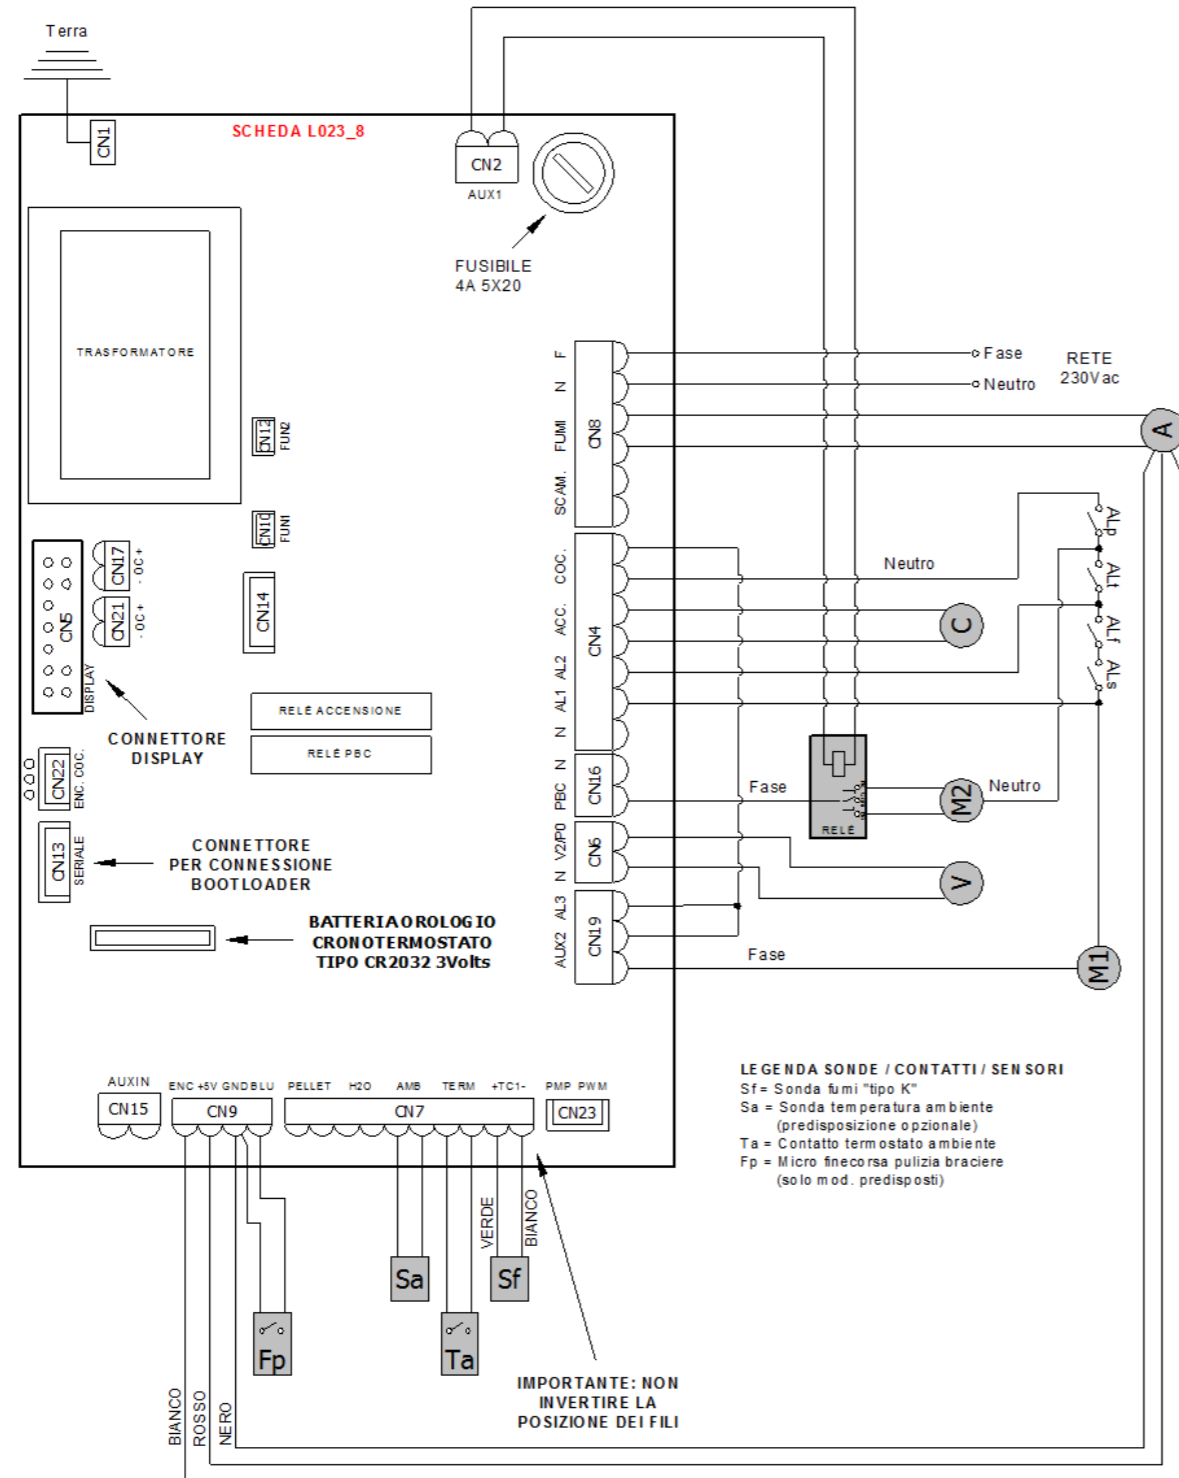 Terra
SCHEDA L023_8
CN1
CN2
AUX1
FUSIBILE
4A 5X20
TRASFORMATORE
F
N
FUMI
SCAM.
CN8
Fase
Neutro
RETE
230Vac
A
CN12
FUN2
CN10
FUN1
CN17
- OC +
CN21
- OC +
CN5
DISPLAY
CN14
COC.
ACC.
AL2
AL1
N
CN4
Neutro
C
ALp
ALt
ALf
ALs
RELÉ ACCENSIONE
RELÉ PBC
CONNETTORE
DISPLAY
CN22
ENC. COC.
N
PBC
CN16
Fase
RELÉ
M2
Neutro
CN13
SERIALE
CONNETTORE
PER CONNESSIONE
BOOTLOADER
V2/P0
N
CN6
V
BATTERIA OROLOGIO
CRONOTERMOSTATO
TIPO CR2032 3Volts
AL3
AUX2
CN19
Fase
M1
AUXIN
CN15
ENC +5V GND BLU
CN9
PELLET H2O AMB TERM +TC1-
CN7
PMP PWM
CN23
LEGENDA SONDE / CONTATTI / SENSORI
Sf = Sonda fumi "tipo K"
Sa = Sonda temperatura ambiente
(predisposizione opzionale)
Ta = Contatto termostato ambiente
Fp = Micro finecorsa pulizia braciere
(solo mod. predisposti)
VERDE
BIANCO
Sa
Sf
Fp
Ta
IMPORTANTE: NON
INVERTIRE LA
POSIZIONE DEI FILI
BIANCO
ROSSO
NERO